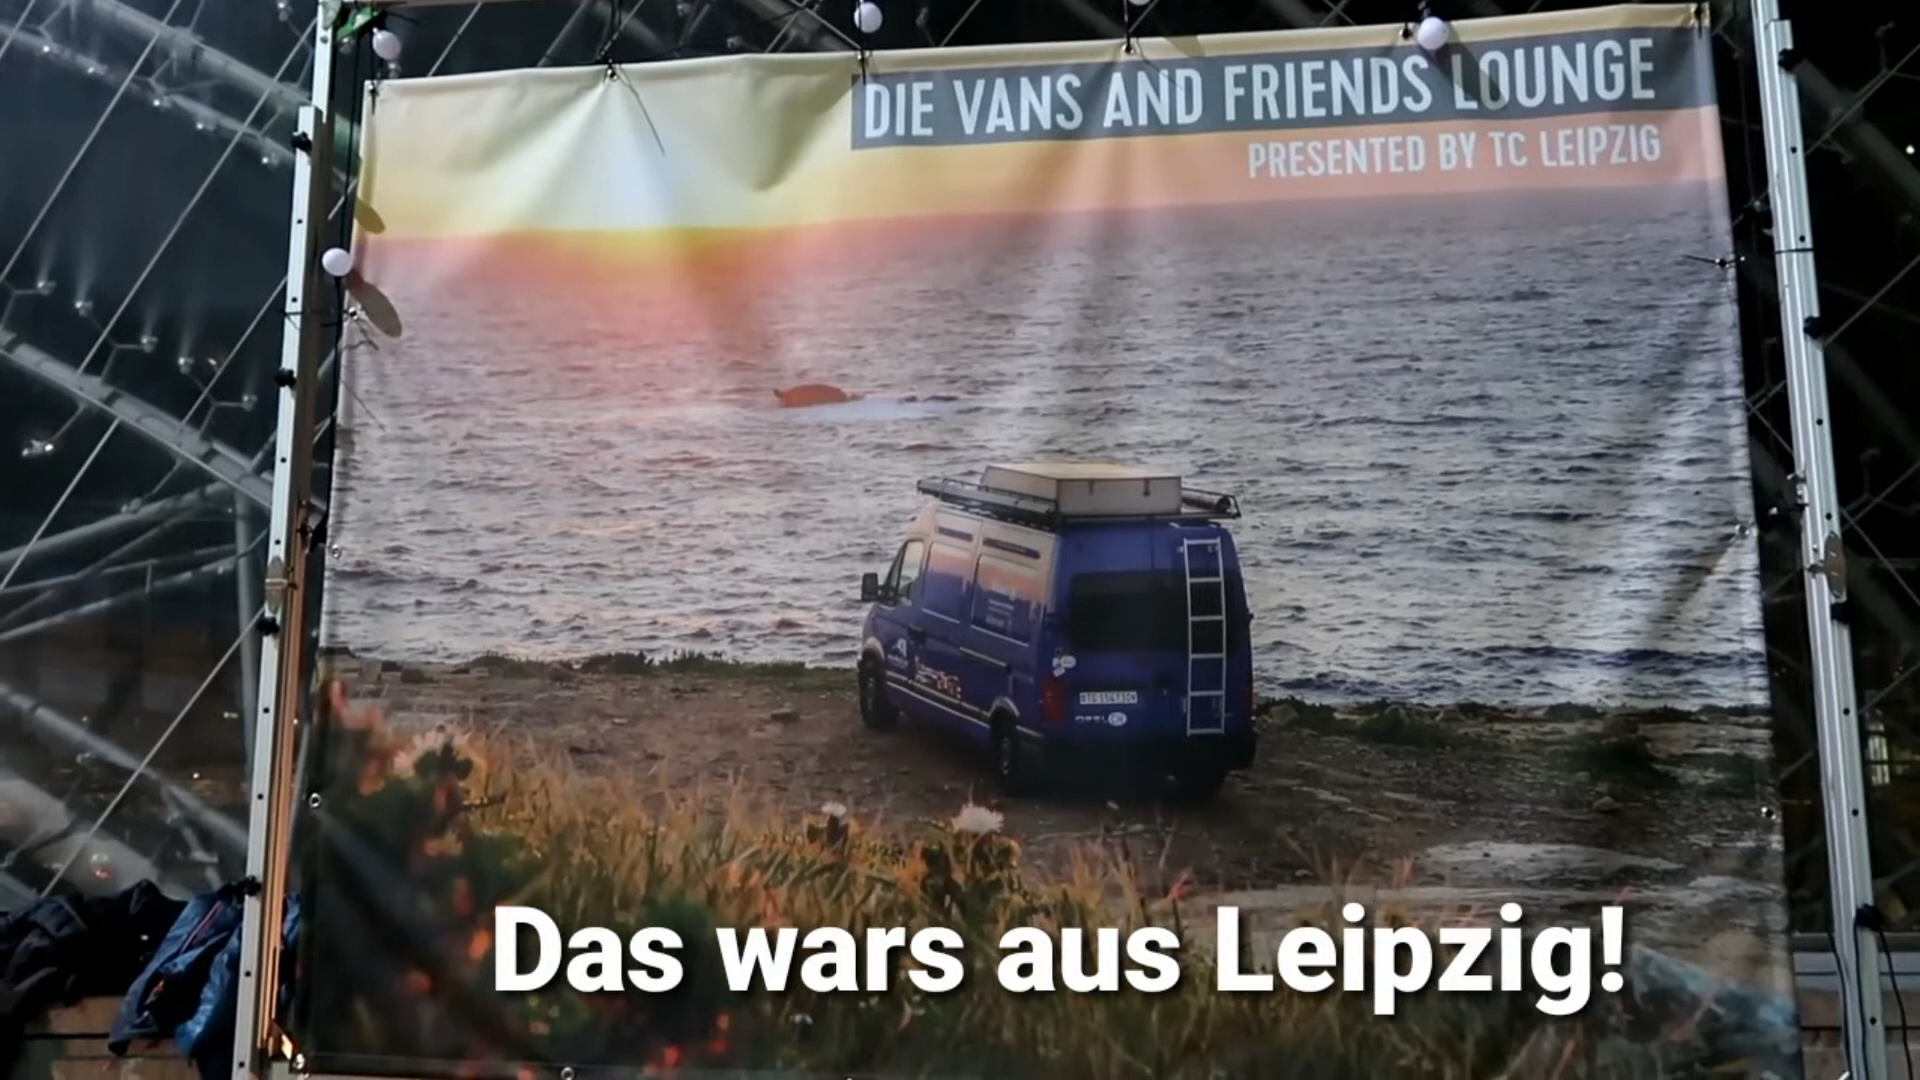 DIE VANS AND FRIENDS LOUNGE
PRESENTED BY TC LEIPZIG
Das wars aus Leipzig!